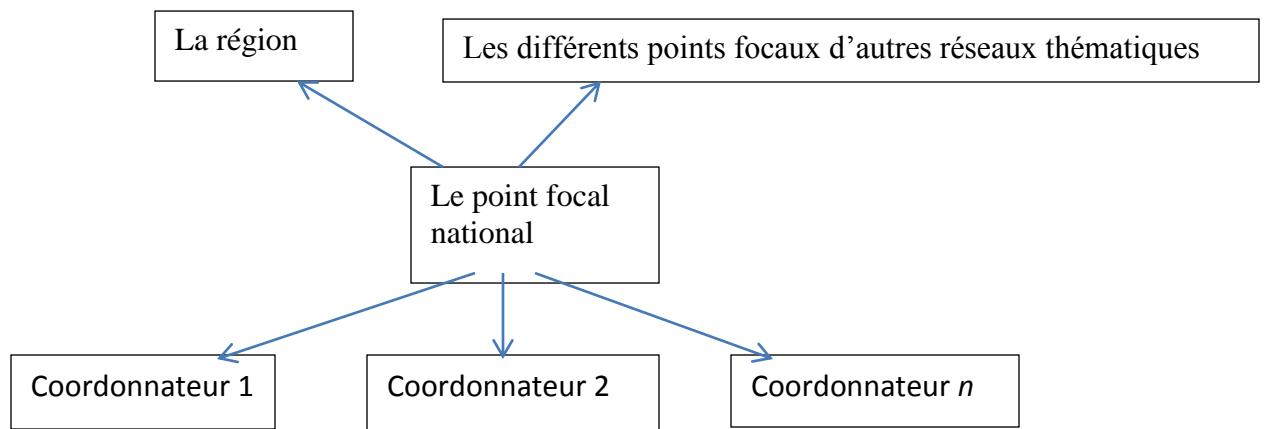 La région
Les différents points focaux d’autres réseaux thématiques
Le point focal
national
Coordonnateur 1
Coordonnateur 2
Coordonnateur n